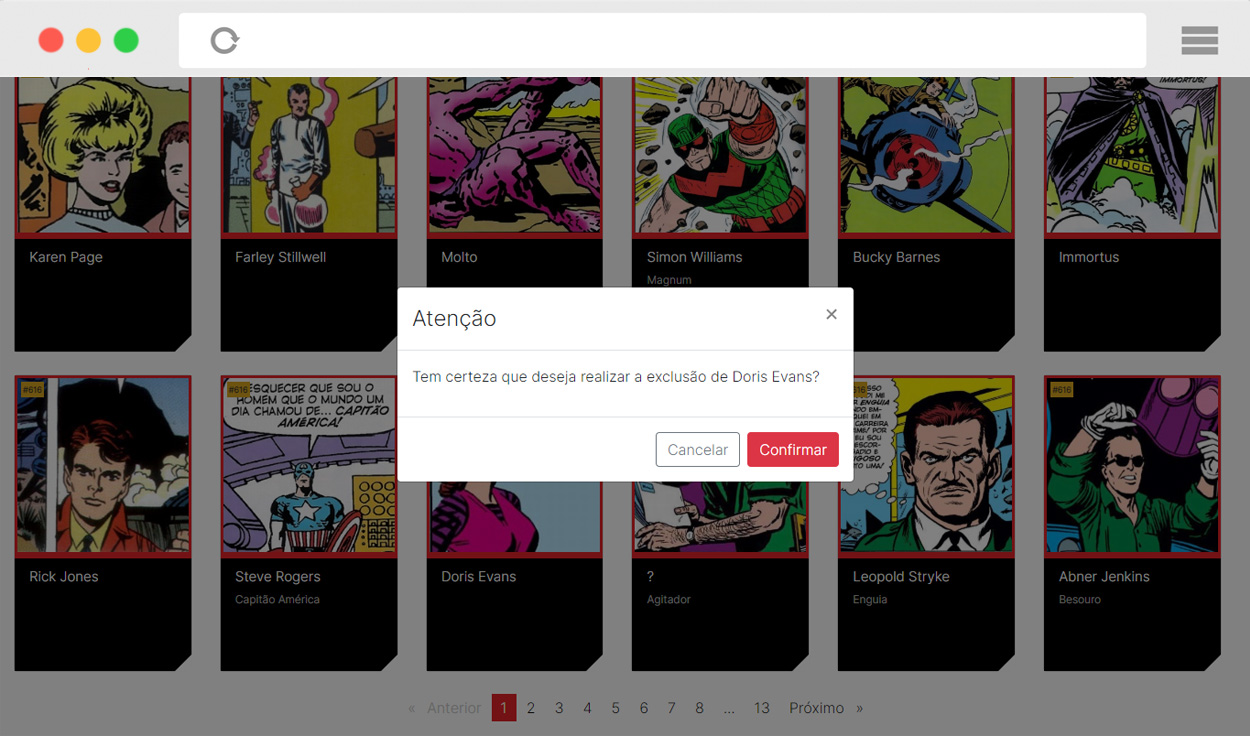 IMMORTUS!
Karen Page
Farley Stillwell
Molto
Simon Williams
Magnum
Bucky Barnes
Immortus
Atenção
×
Tem certeza que deseja realizar a exclusão de Doris Evans?
Cancelar
Confirmar
#616
#616
ESQUECER QUE SOU O
HOMEM QUE O MUNDO UM
DIA CHAMOU DE... CAPITÃO
AMÉRICA!
#616
Rick Jones
Steve Rogers
Capitão América
Doris Evans
?
Agitador
Leopold Stryke
Enguia
Abner Jenkins
Besouro
« Anterior 1 2 3 4 5 6 7 8 ... 13 Próximo »